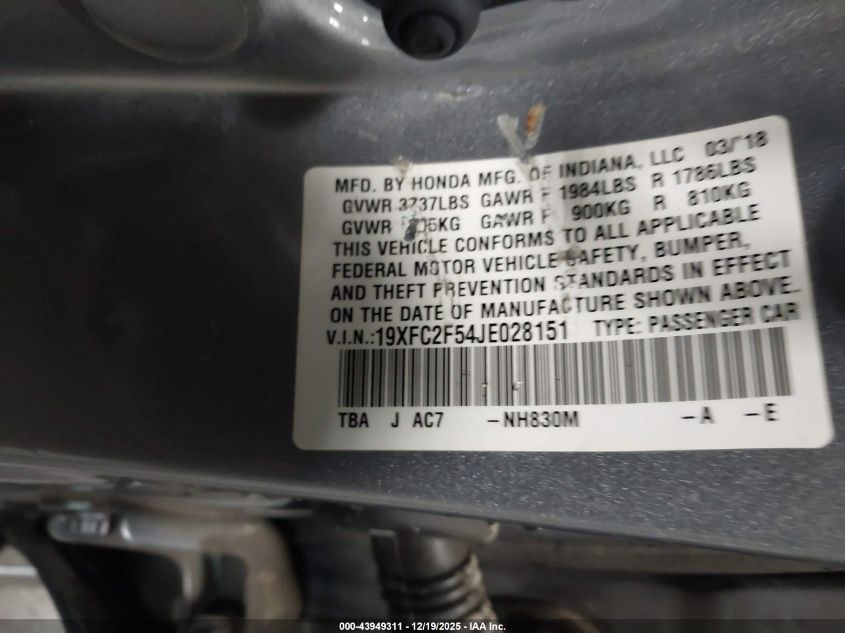 MFD. BY HONDA MFG. OF INDIANA, LLC 03/18
GVWR 3737LBS GAWR F 1984LBS R 1786LBS
GVWR KG GAWR F 900KG R 810KG
THIS VEHICLE CONFORMS TO ALL APPLICABLE
FEDERAL MOTOR VEHICLE SAFETY, BUMPER,
AND THEFT PREVENTION STANDARDS IN EFFECT
ON THE DATE OF MANUFACTURE SHOWN ABOVE.
V.I.N.:19XFC2F54JE028151 TYPE: PASSENGER CAR
TBA J AC7 -NH830M -A -E
000-43949311 - 12/19/2025 - IAA Inc.